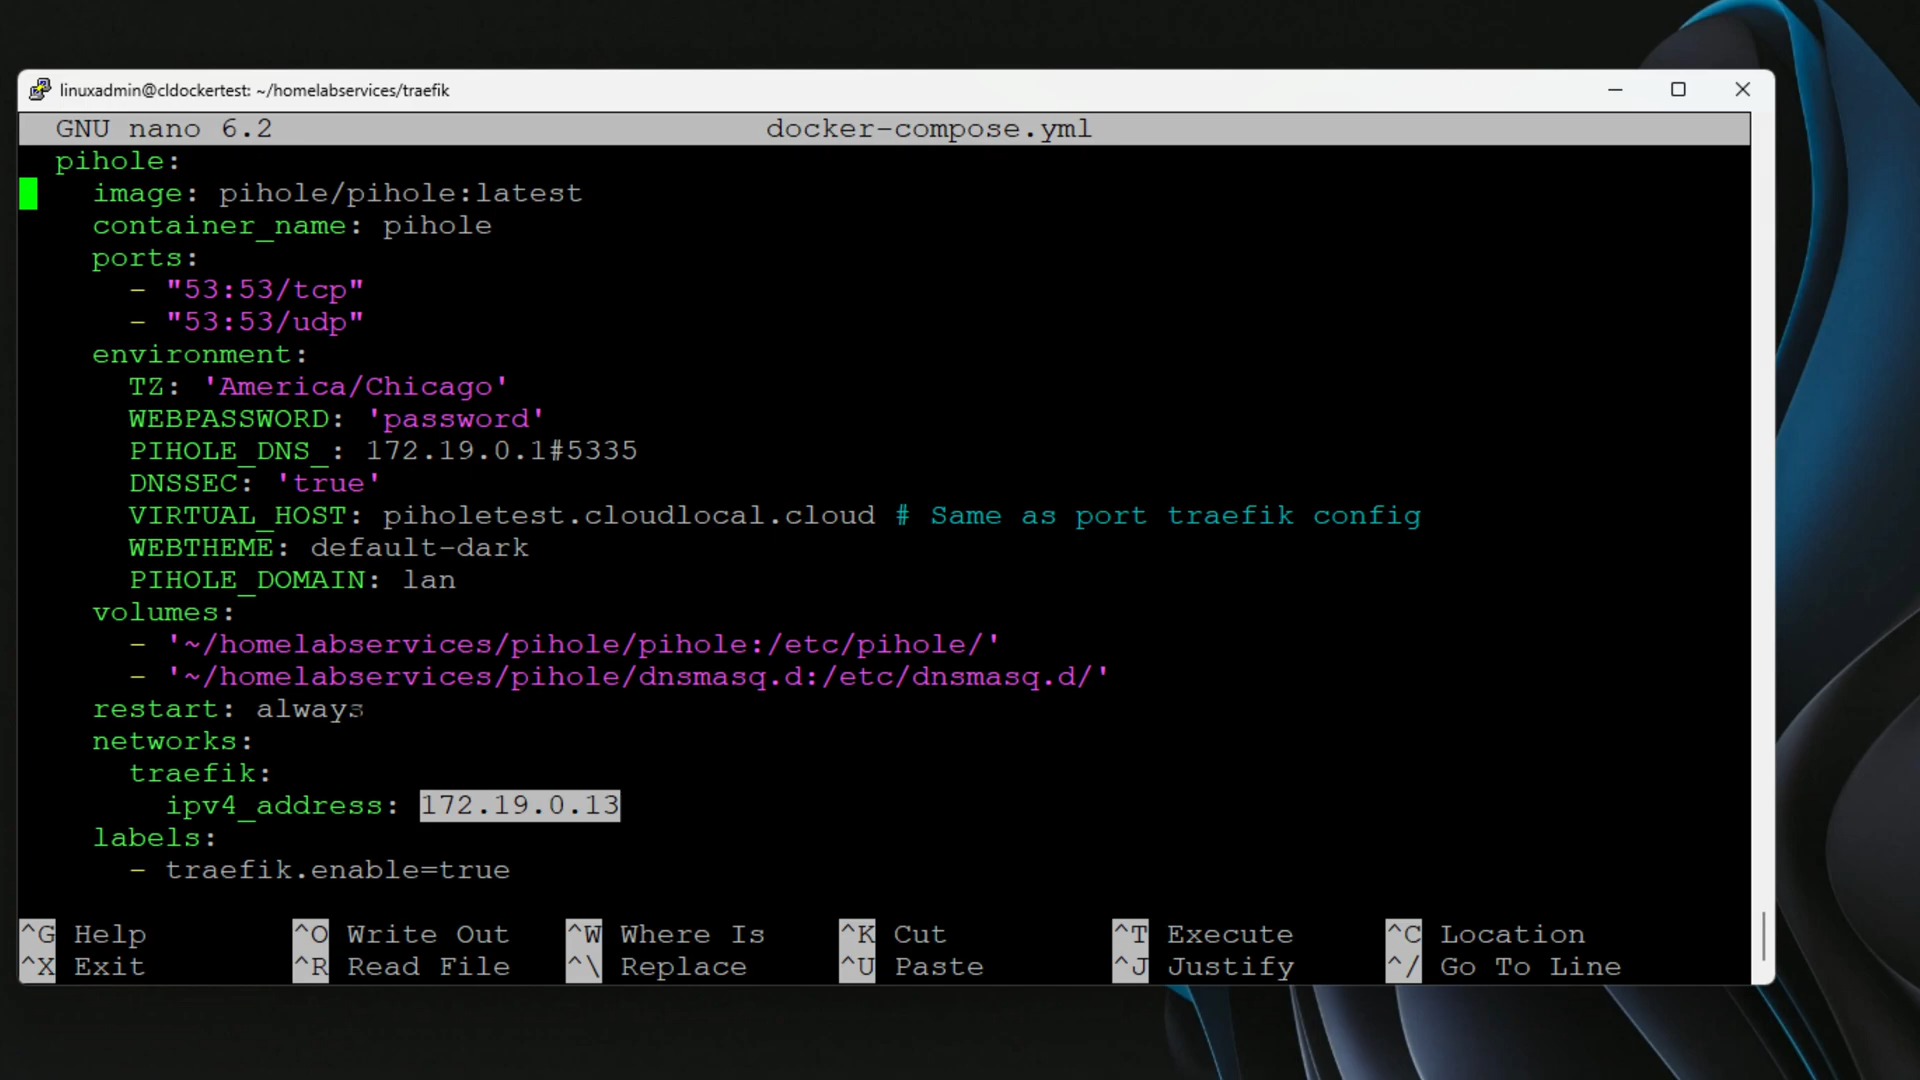 linuxadmin@cldockertest: ~/homelabservices/traefik
GNU nano 6.2 docker-compose.yml
pihole:
image: pihole/pihole:latest
container_name: pihole
ports:
- "53:53/tcp"
- "53:53/udp"
environment:
TZ: 'America/Chicago'
WEBPASSWORD: 'password'
PIHOLE_DNS_: 172.19.0.1#5335
DNSSEC: 'true'
VIRTUAL_HOST: piholetest.cloudlocal.cloud # Same as port traefik config
WEBTHEME: default-dark
PIHOLE_DOMAIN: lan
volumes:
- '~/homelabservices/pihole/pihole:/etc/pihole/'
- '~/homelabservices/pihole/dnsmasq.d:/etc/dnsmasq.d/'
restart: always
networks:
traefik:
ipv4_address: 172.19.0.13
labels:
- traefik.enable=true
^G Help ^O Write Out ^W Where Is ^K Cut ^T Execute ^C Location
^X Exit ^R Read File ^\ Replace ^U Paste ^J Justify ^/ Go To Line